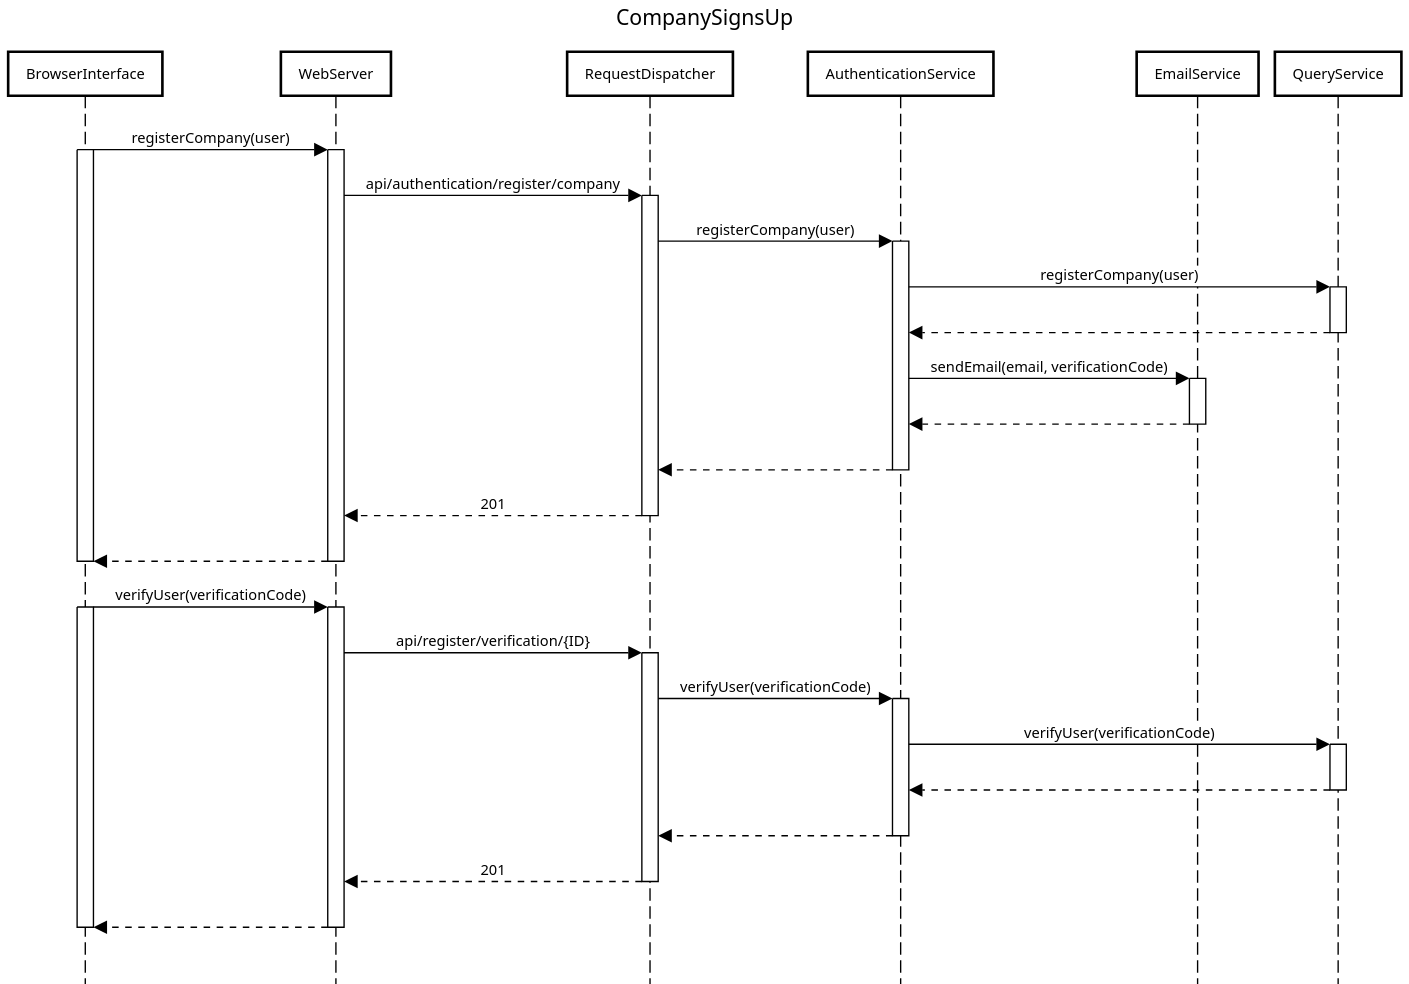 CompanySignsUp
BrowserInterface
WebServer
RequestDispatcher
AuthenticationService
EmailService
QueryService
registerCompany(user)
api/authentication/register/company
registerCompany(user)
registerCompany(user)
sendEmail(email, verificationCode)
201
verifyUser(verificationCode)
api/register/verification/{ID}
verifyUser(verificationCode)
verifyUser(verificationCode)
201